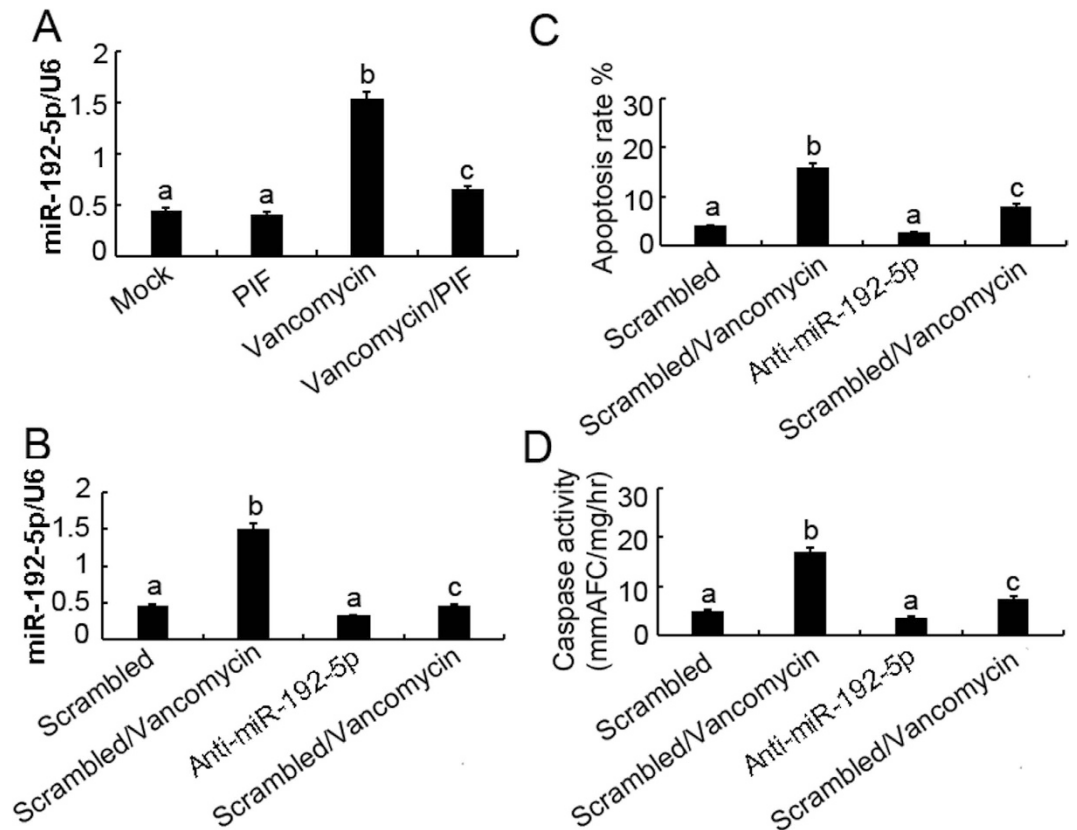 A
miR-192-5p/U6
2
1.5
1
0.5
0
a
a
b
c
Mock
PIF
Vancomycin
Vancomycin/PIF
B
miR-192-5p/U6
2
1.5
1
0.5
0
a
b
a
c
Scrambled
Scrambled/Vancomycin
Anti-miR-192-5p
Scrambled/Vancomycin
C
Apoptosis rate %
30
20
10
0
a
b
a
c
Scrambled
Scrambled/Vancomycin
Anti-miR-192-5p
Scrambled/Vancomycin
D
Caspase activity
(mmAFC/mg/hr)
30
20
10
0
a
b
a
c
Scrambled
Scrambled/Vancomycin
Anti-miR-192-5p
Scrambled/Vancomycin